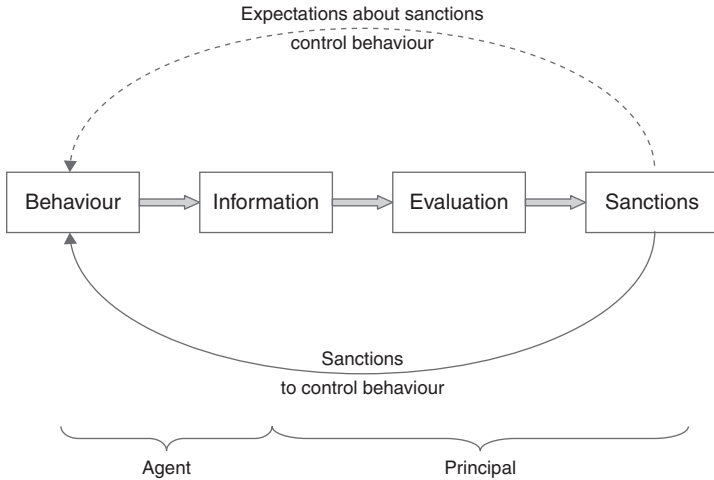 Expectations about sanctions
control behaviour
Behaviour
Information
Evaluation
Sanctions
Sanctions
to control behaviour
Agent
Principal